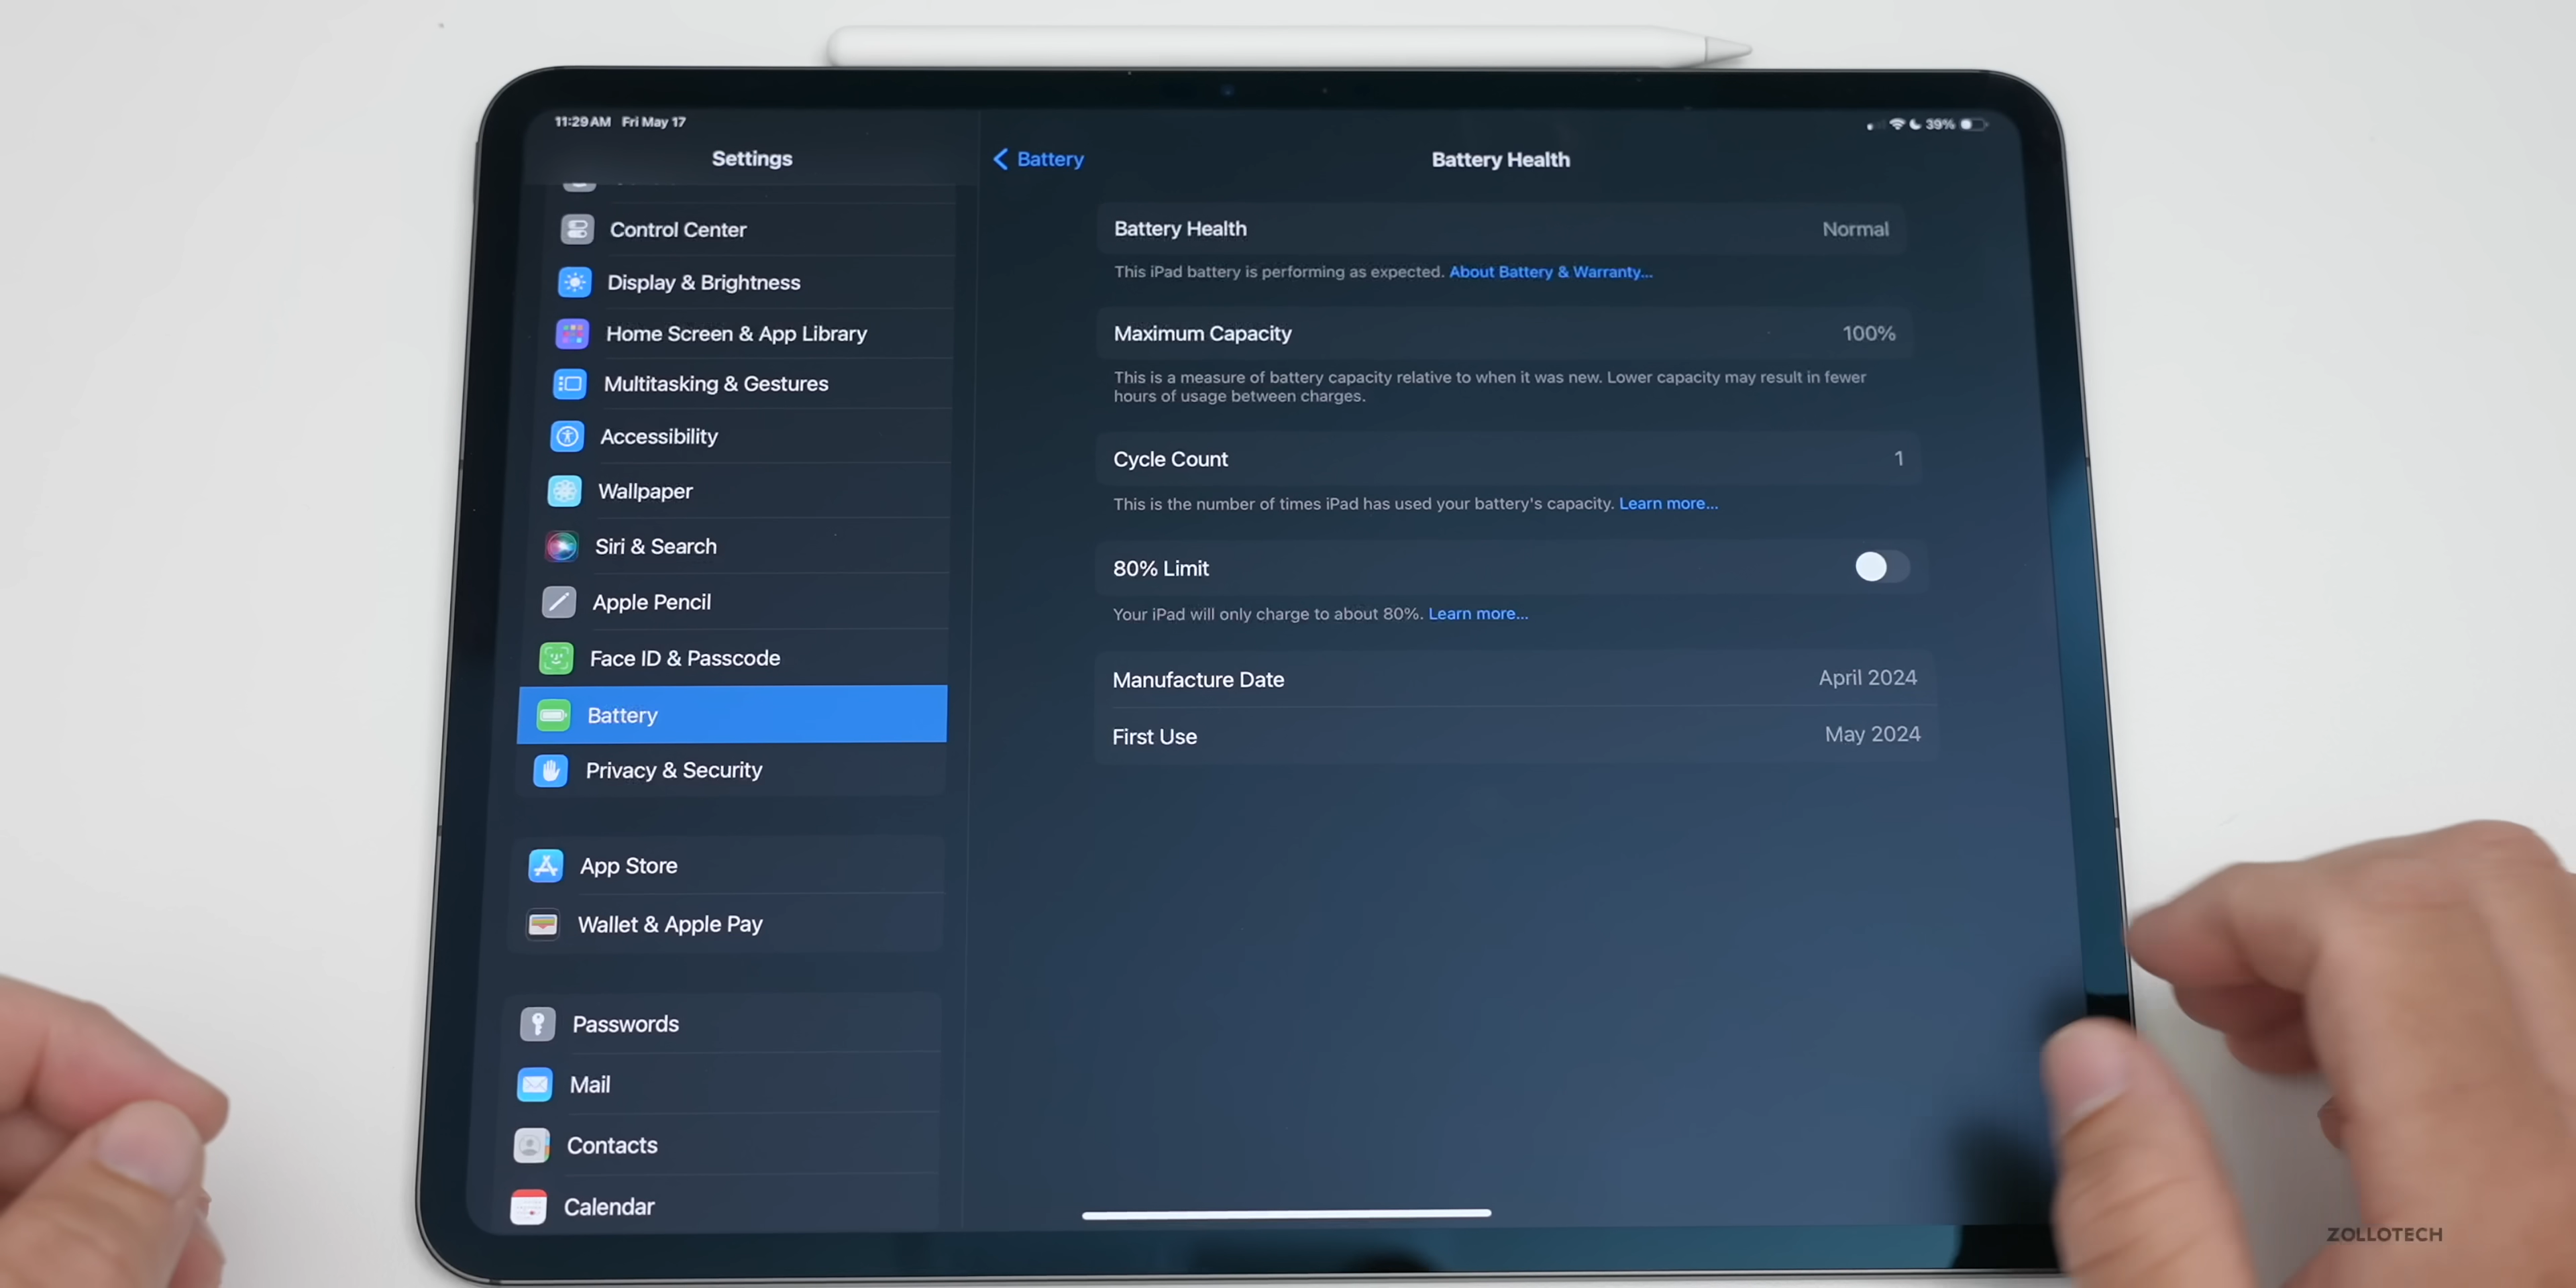 11:29 AM Fri May 17
39%
Settings
Control Center
Display & Brightness
Home Screen & App Library
Multitasking & Gestures
Accessibility
Wallpaper
Siri & Search
Apple Pencil
Face ID & Passcode
Battery
Privacy & Security
App Store
Wallet & Apple Pay
Passwords
Mail
Contacts
Calendar
Battery
Battery Health
Battery Health Normal
This iPad battery is performing as expected. About Battery & Warranty...
Maximum Capacity 100%
This is a measure of battery capacity relative to when it was new. Lower capacity may result in fewer
hours of usage between charges.
Cycle Count 1
This is the number of times iPad has used your battery's capacity. Learn more...
80% Limit
Your iPad will only charge to about 80%. Learn more...
Manufacture Date April 2024
First Use May 2024
ZOLLOTECH